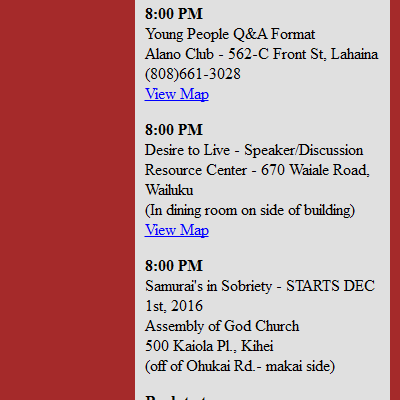 8:00 PM
Young People Q&A Format
Alano Club - 562-C Front St, Lahaina
(808)661-3028
View Map
8:00 PM
Desire to Live - Speaker/Discussion
Resource Center - 670 Waiale Road,
Wailuku
(In dining room on side of building)
View Map
8:00 PM
Samurai's in Sobriety - STARTS DEC
1st, 2016
Assembly of God Church
500 Kaiola Pl., Kihei
(off of Ohukai Rd.- makai side)